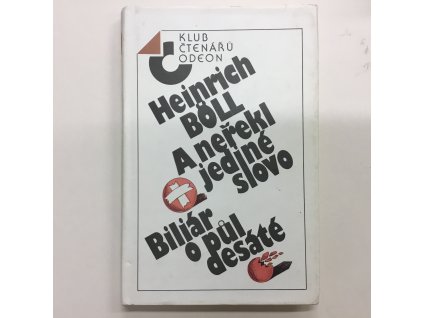 KLUB
ČTENÁŘŮ
ODEON
Heinrich
BÖLL
A neřekl
jediné
slovo
Biliár
o půl
desáté